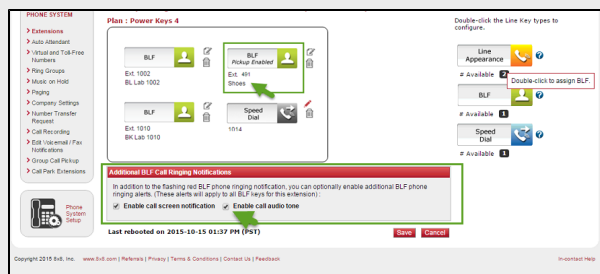 PHONE SYSTEM
Extensions
Auto Attendant
Virtual and Toll-Free
Numbers
Ring Groups
Music on Hold
Paging
Company Settings
Number Transfer
Request
Call Recording
Edit Voicemail / Fax
Notifications
Group Call Pickup
Call Park Extensions
Phone
System
Setup
Plan : Power Keys 4
BLF
Ext. 1002
BL Lab 1002
BLF
Pickup Enabled
Ext. 491
Shoes
BLF
Ext. 1010
BK Lab 1010
Speed
Dial
1014
Additional BLF Call Ringing Notifications
In addition to the flashing red BLF phone ringing notification, you can optionally enable additional BLF phone
ringing alerts. (These alerts will apply to all BLF keys for this extension) :
Enable call screen notification
Enable call audio tone
Last rebooted on 2015-10-15 01:37 PM (PST)
Save
Cancel
Double-click the Line Key types to
configure.
Line
Appearance
# Available
Double-click to assign BLF.
BLF
# Available 1
Speed
Dial
# Available 1
Copyright 2015 8x8, Inc. www.8x8.com | Referrals | Privacy | Terms & Conditions | Contact Us | Feedback
In-contact Help